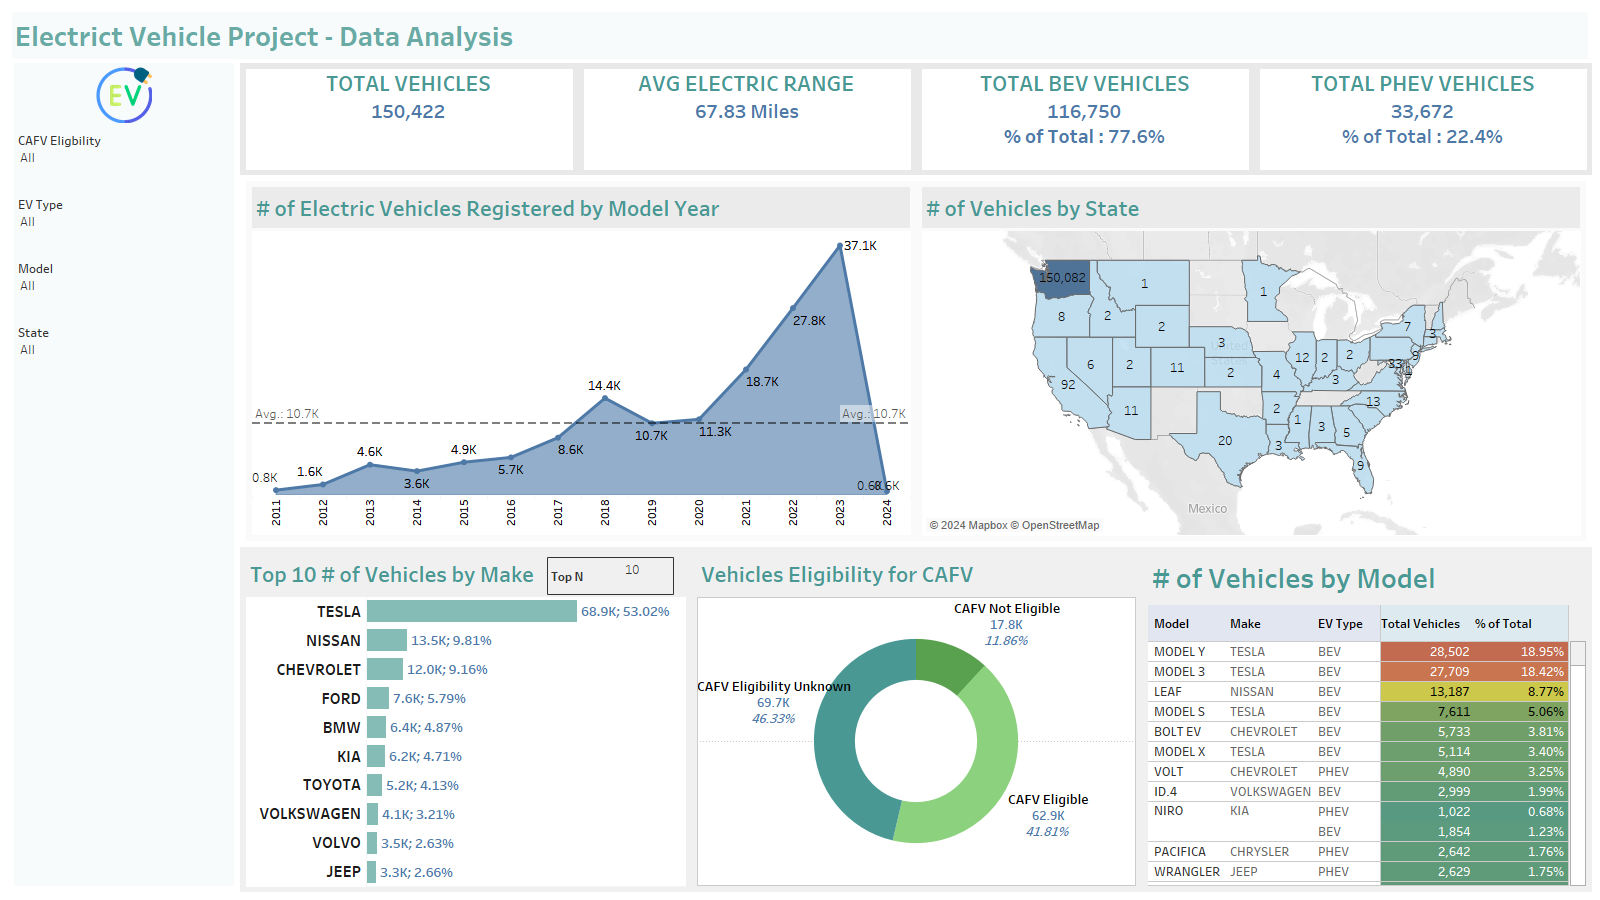 Electrict Vehicle Project - Data Analysis
EV
CAFV Eligbility
All
EV Type
All
Model
All
State
All
TOTAL VEHICLES
150,422
AVG ELECTRIC RANGE
67.83 Miles
TOTAL BEV VEHICLES
116,750
% of Total : 77.6%
TOTAL PHEV VEHICLES
33,672
% of Total : 22.4%
# of Electric Vehicles Registered by Model Year
37.1K
27.8K
18.7K
14.4K
Avg.: 10.7K
Avg.: 10.7K
11.3K
10.7K
8.6K
4.6K
4.9K
5.7K
1.6K
3.6K
0.8K
0.6K
2011
2012
2013
2014
2015
2016
2017
2018
2019
2020
2021
2022
2023
2024
# of Vehicles by State
150,082
1
1
8
2
2
7
3
3
9
6
2
11
12
2
2
33
1
92
2
4
3
11
2
13
20
1
3
5
3
9
United States
Mexico
© 2024 Mapbox © OpenStreetMap
Top 10 # of Vehicles by Make
Top N
10
TESLA 68.9K; 53.02%
NISSAN 13.5K; 9.81%
CHEVROLET 12.0K; 9.16%
FORD 7.6K; 5.79%
BMW 6.4K; 4.87%
KIA 6.2K; 4.71%
TOYOTA 5.2K; 4.13%
VOLKSWAGEN 4.1K; 3.21%
VOLVO 3.5K; 2.63%
JEEP 3.3K; 2.66%
Vehicles Eligibility for CAFV
CAFV Not Eligible
17.8K
11.86%
CAFV Eligibility Unknown
69.7K
46.33%
CAFV Eligible
62.9K
41.81%
# of Vehicles by Model
Model Make EV Type Total Vehicles % of Total
MODEL Y TESLA BEV 28,502 18.95%
MODEL 3 TESLA BEV 27,709 18.42%
LEAF NISSAN BEV 13,187 8.77%
MODEL S TESLA BEV 7,611 5.06%
BOLT EV CHEVROLET BEV 5,733 3.81%
MODEL X TESLA BEV 5,114 3.40%
VOLT CHEVROLET PHEV 4,890 3.25%
ID.4 VOLKSWAGEN BEV 2,999 1.99%
NIRO KIA PHEV 1,022 0.68%
BEV 1,854 1.23%
PACIFICA CHRYSLER PHEV 2,642 1.76%
WRANGLER JEEP PHEV 2,629 1.75%